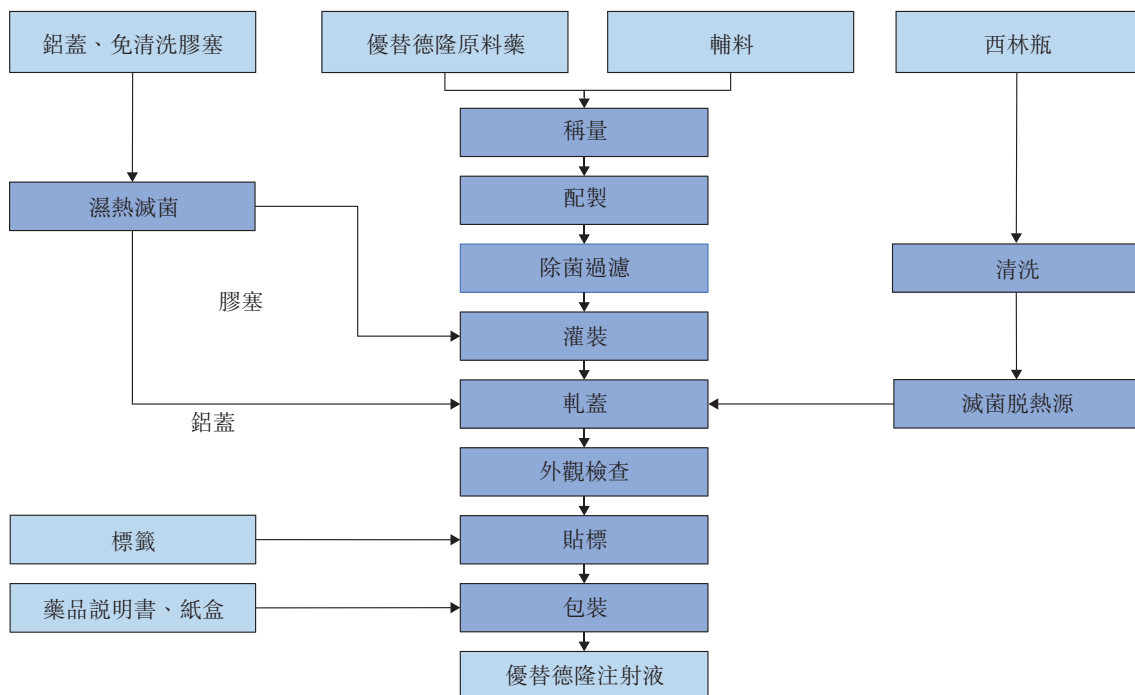 鋁蓋、免清洗膠塞
優替德隆原料藥
輔料
西林瓶
稱量
濕熱滅菌
配製
除菌過濾
清洗
膠塞
灌裝
軋蓋
滅菌脫熱源
鋁蓋
外觀檢查
標籤
貼標
藥品說明書、紙盒
包裝
優替德隆注射液